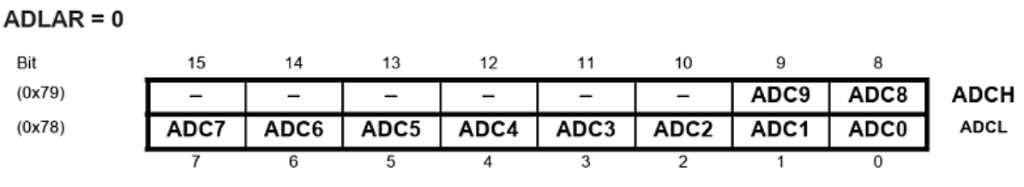 ADLAR = 0
Bit 15 14 13 12 11 10 9 8
(0x79) – – – – – – ADC9 ADC8 ADCH
(0x78) ADC7 ADC6 ADC5 ADC4 ADC3 ADC2 ADC1 ADC0 ADCL
7 6 5 4 3 2 1 0